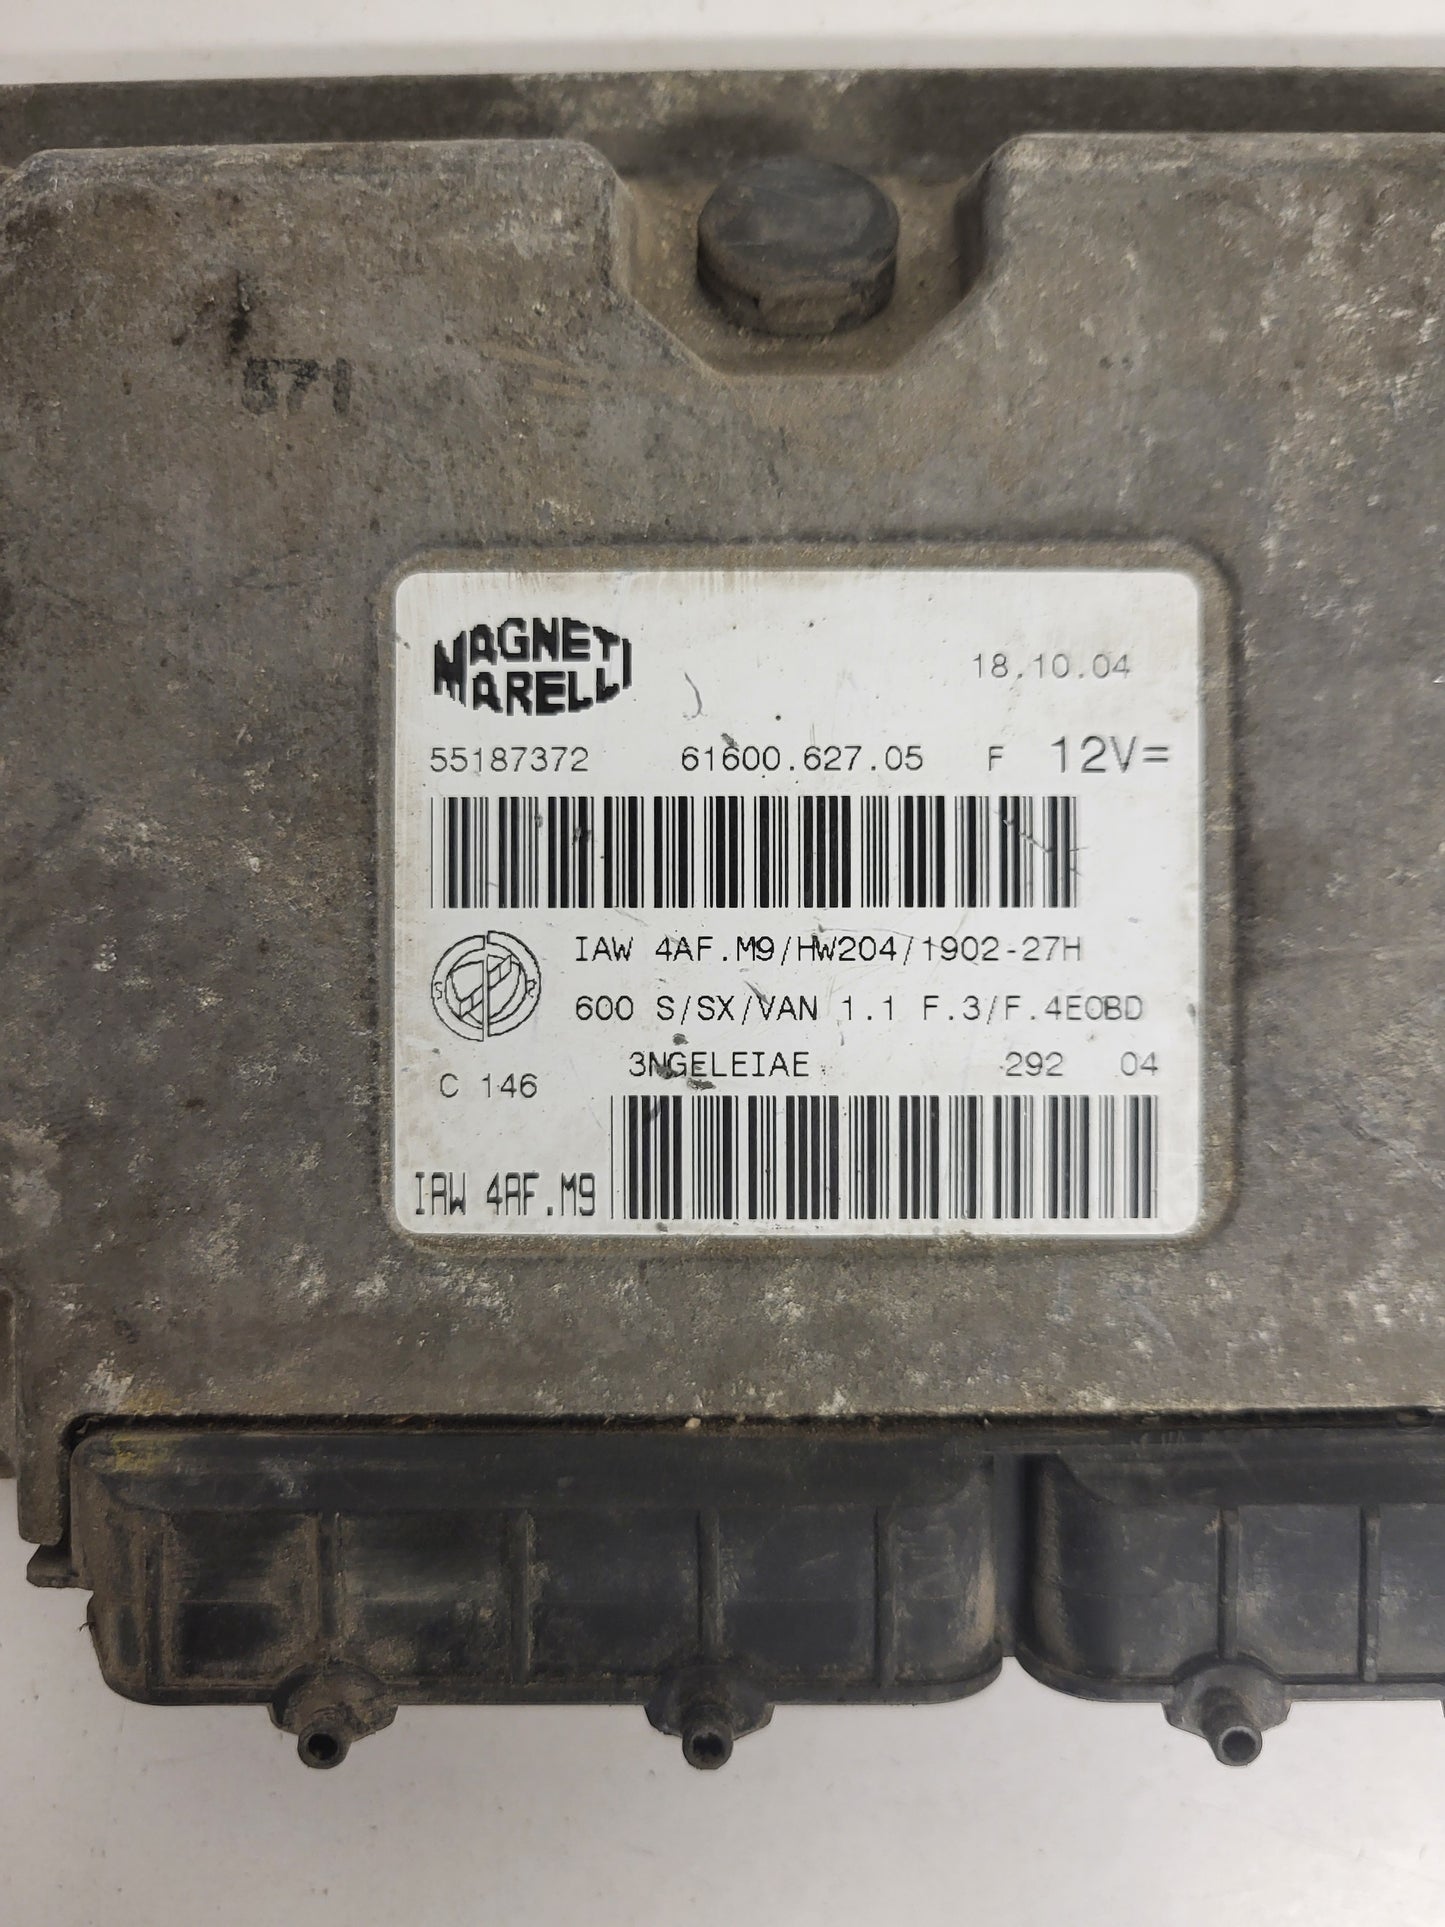 571
MAGNETI
MARELLI
18.10.04
55187372 61600.627.05 F 12V=
IAW 4AF.M9/HW204/1902-27H
S R
600 S/SX/VAN 1.1 F.3/F.4EOBD
3NGELEIAE 292 04
C 146
IAW 4AF.M9